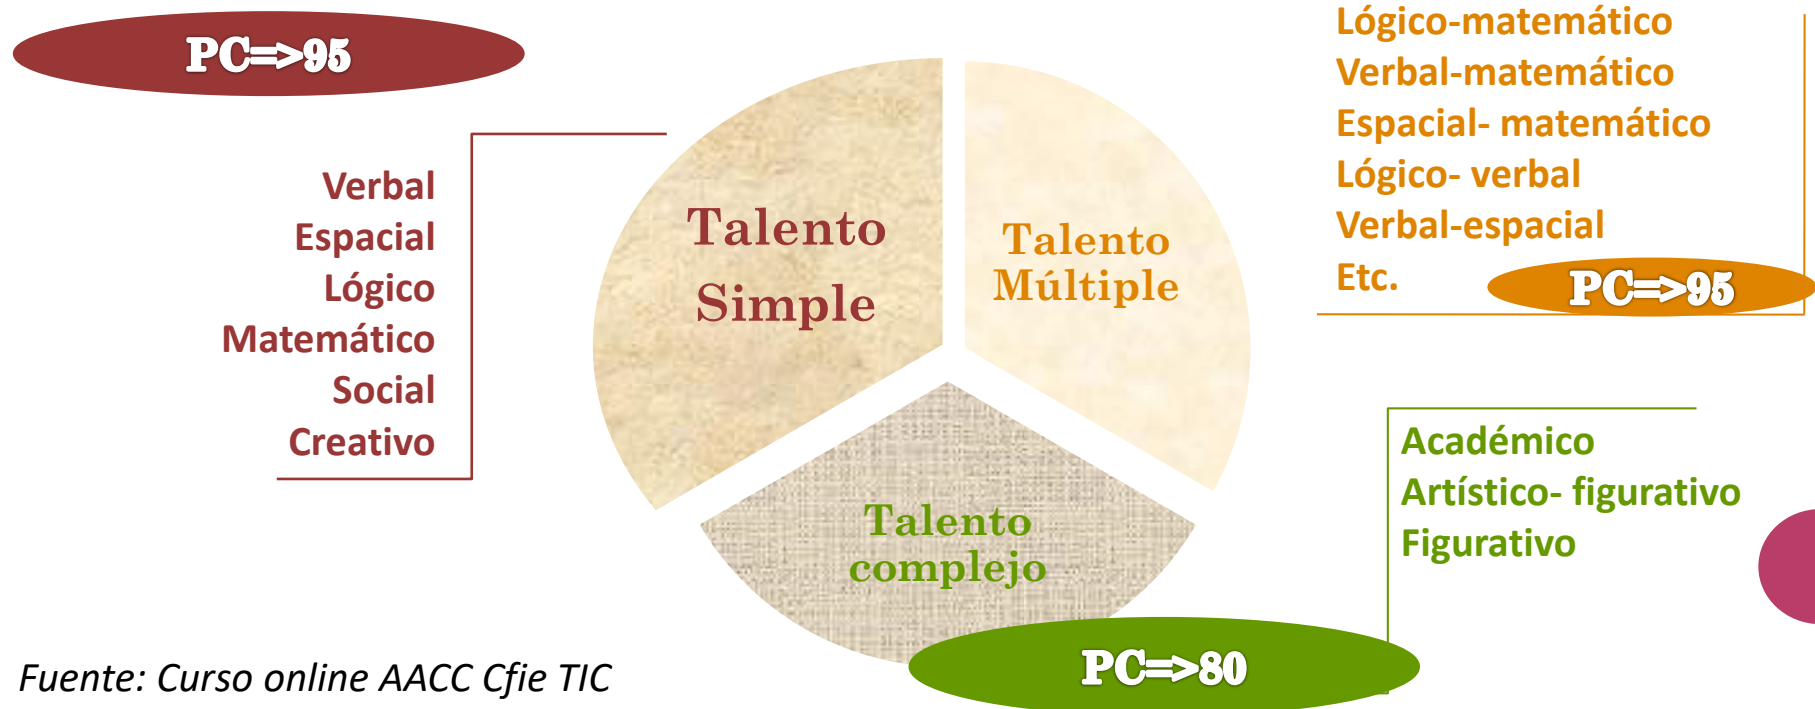 PC=>95
Verbal
Espacial
Lógico
Matemático
Social
Creativo
Talento
Simple
Talento
Múltiple
Lógico-matemático
Verbal-matemático
Espacial- matemático
Lógico- verbal
Verbal-espacial
Etc.
PC=>95
Talento
complejo
Académico
Artístico- figurativo
Figurativo
PC=>80
Fuente: Curso online AACC Cfie TIC